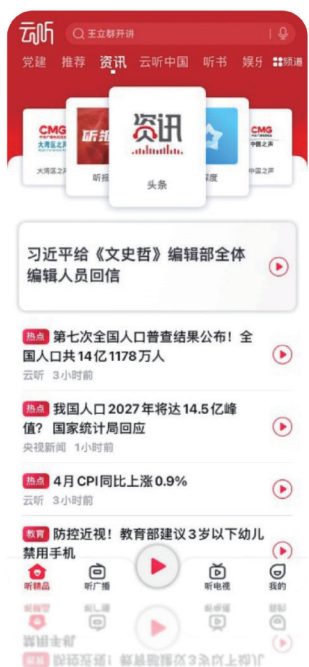 云听
王立群开讲
党建 推荐 资讯 云听中国 听书 娱乐 频道
CMG
大湾区之声
大湾区之声
资讯
头条
CMG
中国之声
中国之声
习近平给《文史哲》编辑部全体
编辑人员回信
热点 第七次全国人口普查结果公布！全
国人口共14亿1178万人
云听 3小时前
热点 我国人口2027年将达14.5亿峰
值？ 国家统计局回应
央视新闻 1小时前
热点 4月CPI同比上涨0.9%
云听 3小时前
教育 防控近视！教育部建议3岁以下幼儿
禁用手机
听精品 听广播 听电视 我的